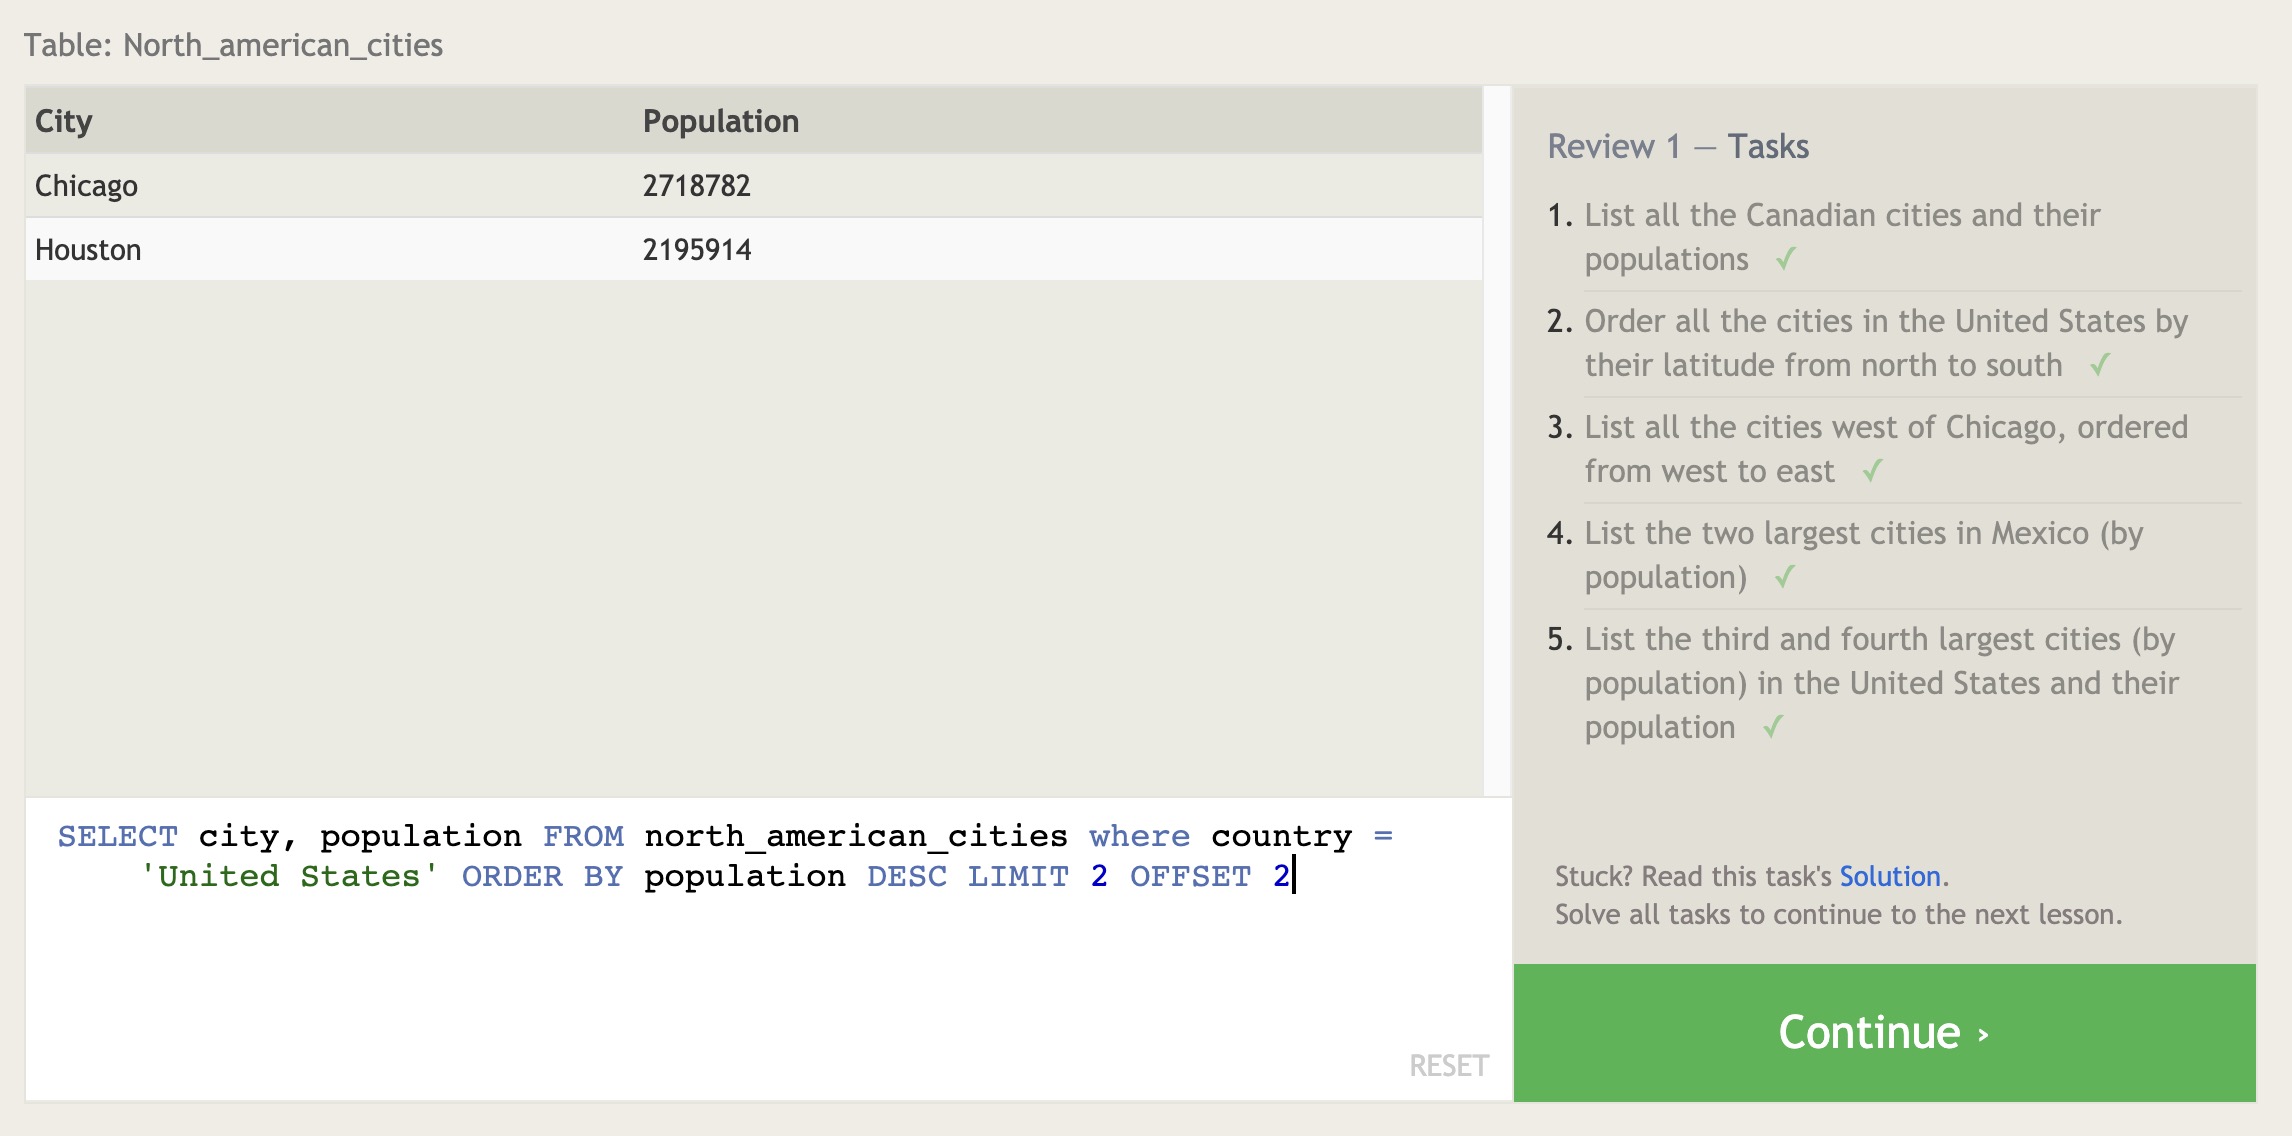 Table: North_american_cities
City Population
Chicago 2718782
Houston 2195914
SELECT city, population FROM north_american_cities where country =
'United States' ORDER BY population DESC LIMIT 2 OFFSET 2
RESET
Review 1 — Tasks
1. List all the Canadian cities and their
populations ✓
2. Order all the cities in the United States by
their latitude from north to south ✓
3. List all the cities west of Chicago, ordered
from west to east ✓
4. List the two largest cities in Mexico (by
population) ✓
5. List the third and fourth largest cities (by
population) in the United States and their
population ✓
Stuck? Read this task's Solution.
Solve all tasks to continue to the next lesson.
Continue ›